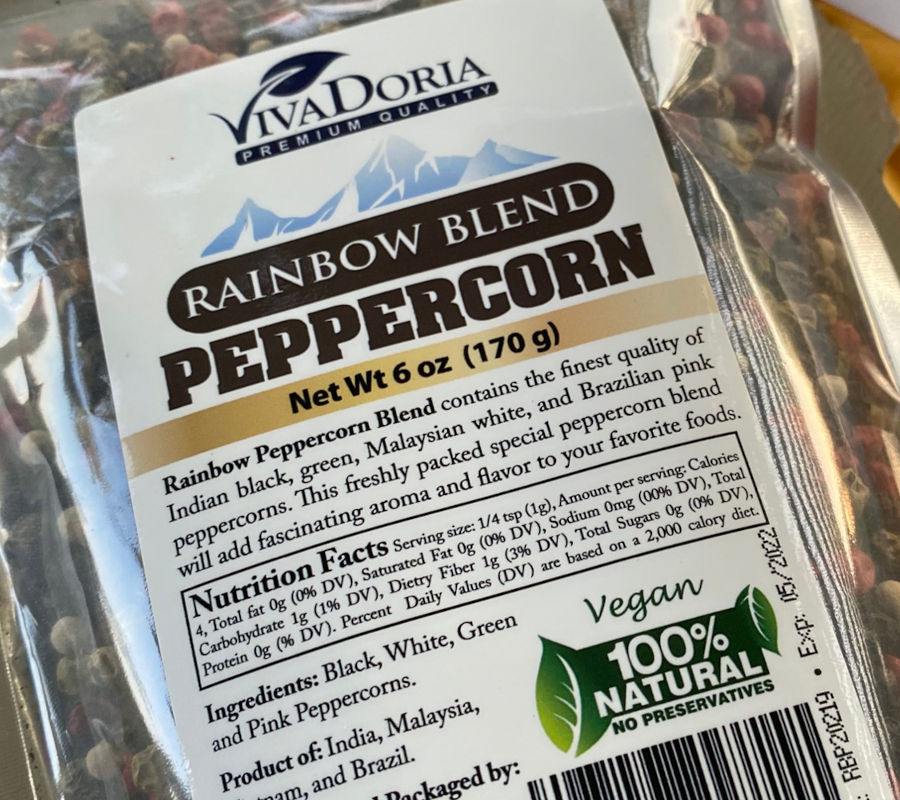 VIVADORIA
PREMIUM QUALITY
RAINBOW BLEND
PEPPERCORN
Net Wt 6 oz (170 g)
Rainbow Peppercorn Blend contains the finest quality of
Indian black, green, Malaysian white, and Brazilian pink
peppercorns. This freshly packed special peppercorn blend
will add fascinating aroma and flavor to your favorite foods.
Nutrition Facts Serving size: 1/4 tsp (1g), Amount per serving: Calories
4, Total fat 0g (0% DV), Saturated Fat 0g (0% DV), Sodium 0mg (00% DV), Total
Carbohydrate 1g (1% DV), Dietry Fiber 1g (3% DV), Total Sugars 0g (0% DV),
Protein 0g (% DV). Percent Daily Values (DV) are based on a 2,000 calory diet.
Ingredients: Black, White, Green
and Pink Peppercorns.
Product of: India, Malaysia,
and Brazil.
Packaged by:
Vegan
100%
NATURAL
NO PRESERVATIVES
RBP20219 • EXP: 05/2022